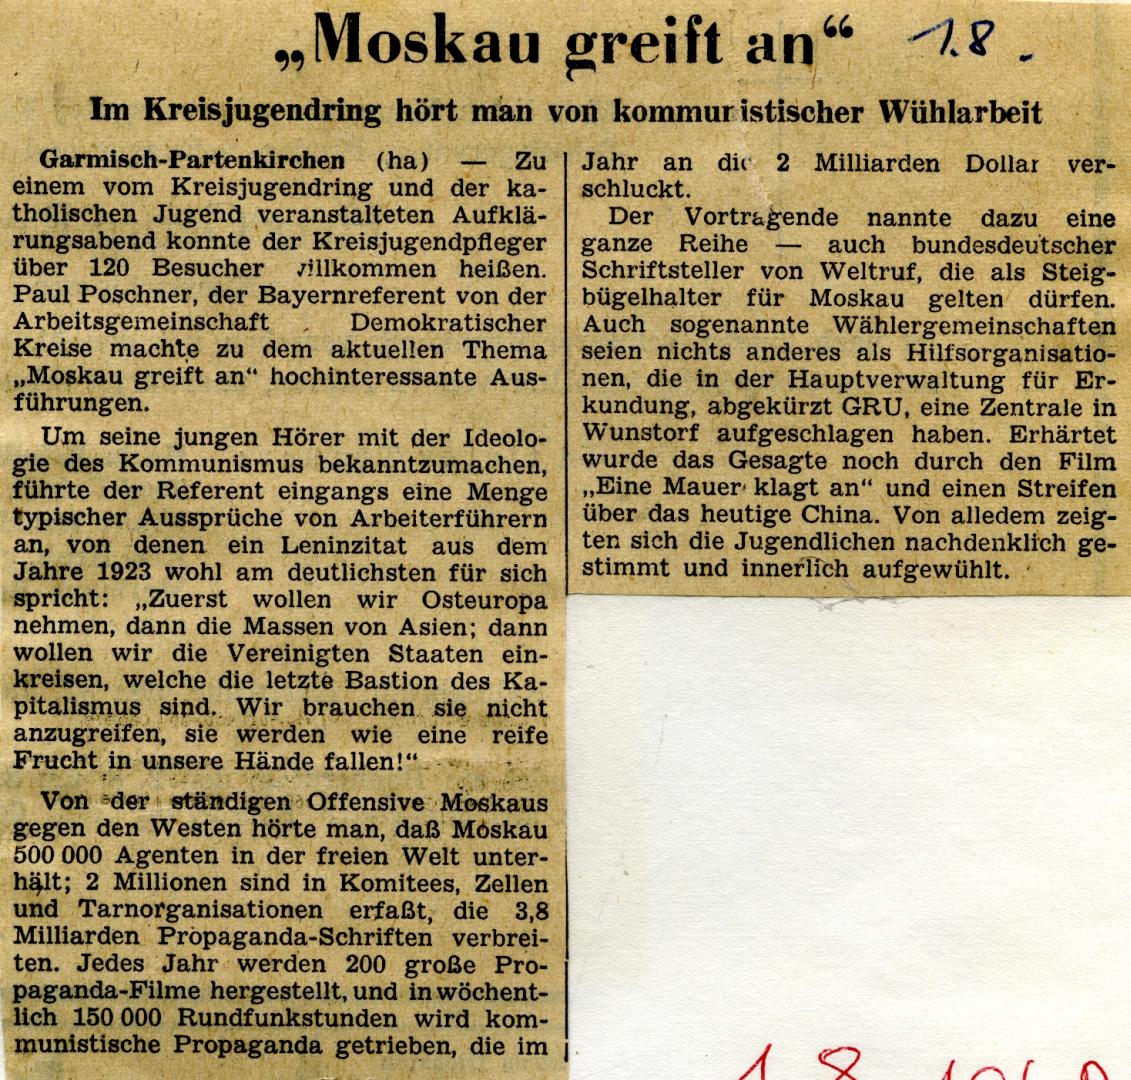 „Moskau greift an“ 1.8.
Im Kreisjugendring hört man von kommunistischer Wühlarbeit
Garmisch-Partenkirchen (ha) — Zu
einem vom Kreisjugendring und der ka-
tholischen Jugend veranstalteten Aufklä-
rungsabend konnte der Kreisjugendpfleger
über 120 Besucher willkommen heißen.
Paul Poschner, der Bayernreferent von der
Arbeitsgemeinschaft Demokratischer
Kreise machte zu dem aktuellen Thema
„Moskau greift an“ hochinteressante Aus-
führungen.
Um seine jungen Hörer mit der Ideolo-
gie des Kommunismus bekanntzumachen,
führte der Referent eingangs eine Menge
typischer Aussprüche von Arbeiterführern
an, von denen ein Leninzitat aus dem
Jahre 1923 wohl am deutlichsten für sich
spricht: „Zuerst wollen wir Osteuropa
nehmen, dann die Massen von Asien; dann
wollen wir die Vereinigten Staaten ein-
kreisen, welche die letzte Bastion des Ka-
pitalismus sind. Wir brauchen sie nicht
anzugreifen, sie werden wie eine reife
Frucht in unsere Hände fallen!“
Von der ständigen Offensive Moskaus
gegen den Westen hörte man, daß Moskau
500 000 Agenten in der freien Welt unter-
hält; 2 Millionen sind in Komitees, Zellen
und Tarnorganisationen erfaßt, die 3,8
Milliarden Propaganda-Schriften verbrei-
ten. Jedes Jahr werden 200 große Pro-
paganda-Filme hergestellt, und in wöchent-
lich 150 000 Rundfunkstunden wird kom-
munistische Propaganda getrieben, die im
Jahr an die 2 Milliarden Dollar ver-
schluckt.
Der Vortragende nannte dazu eine
ganze Reihe — auch bundesdeutscher
Schriftsteller von Weltruf, die als Steig-
bügelhalter für Moskau gelten dürfen.
Auch sogenannte Wählergemeinschaften
seien nichts anderes als Hilfsorganisatio-
nen, die in der Hauptverwaltung für Er-
kundung, abgekürzt GRU, eine Zentrale in
Wunstorf aufgeschlagen haben. Erhärtet
wurde das Gesagte noch durch den Film
„Eine Mauer klagt an“ und einen Streifen
über das heutige China. Von alledem zeig-
ten sich die Jugendlichen nachdenklich ge-
stimmt und innerlich aufgewühlt.
1.8.